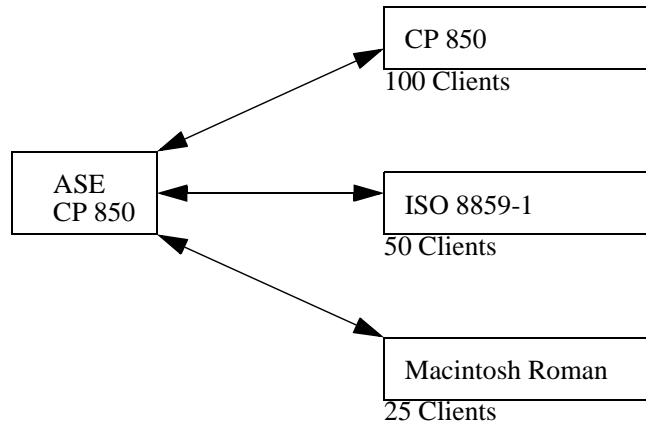 CP 850
100 Clients
ASE
CP 850
ISO 8859-1
50 Clients
Macintosh Roman
25 Clients